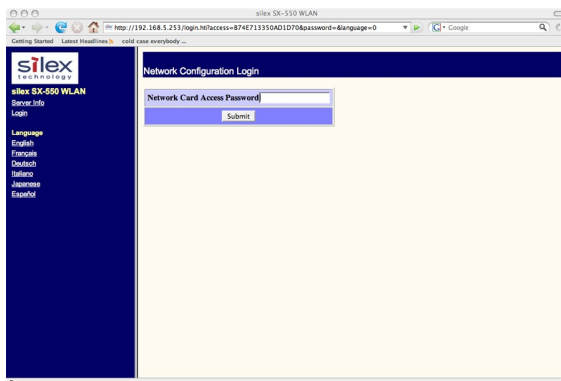 silex SX-550 WLAN
http://192.168.5.253/login.htl?access=B74E713350AD1D70&password=&language=0
Google
Getting Started Latest Headlines cold case everybody ...
silex
technology
silex SX-550 WLAN
Server Info
Login
Language
English
Français
Deutsch
Italiano
Japanese
Español
Network Configuration Login
Network Card Access Password
Submit